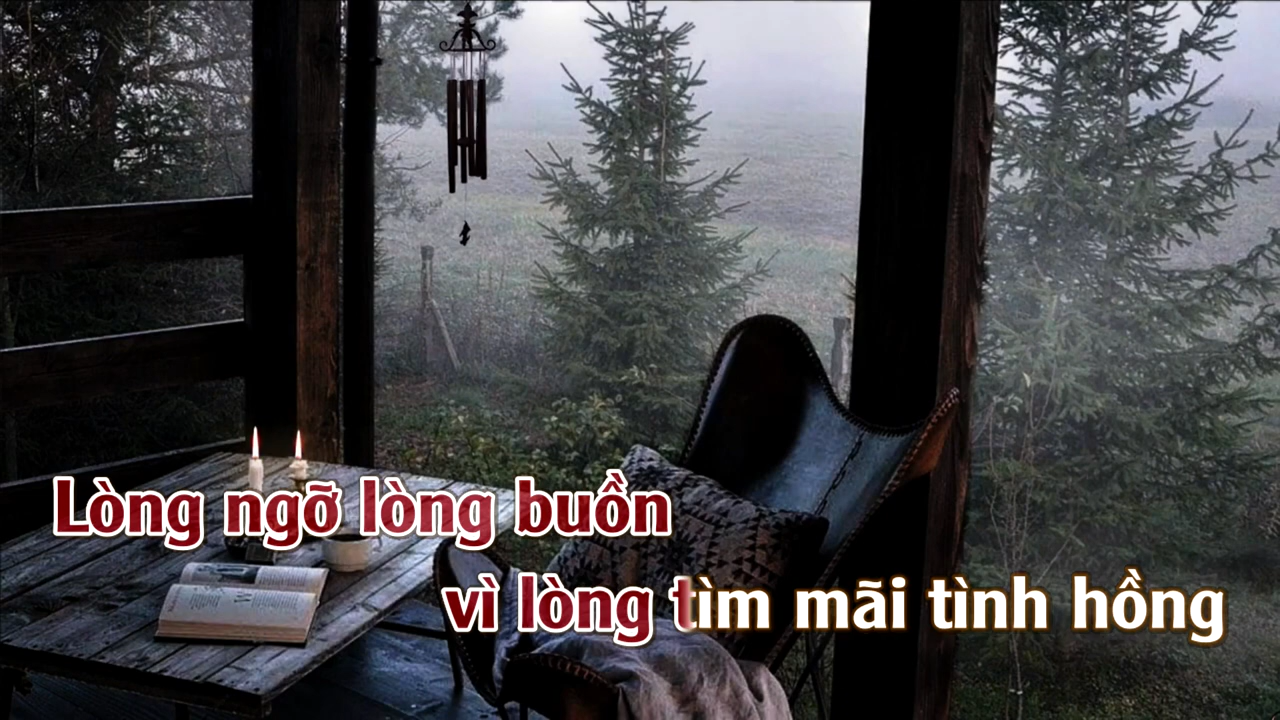 Lòng ngỡ lòng buồn
vì lòng tìm mãi tình hồng